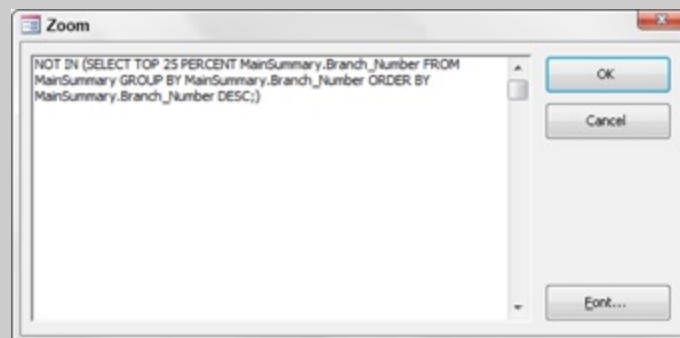 Zoom
NOT IN (SELECT TOP 25 PERCENT MainSummary.Branch_Number FROM
MainSummary GROUP BY MainSummary.Branch_Number ORDER BY
MainSummary.Branch_Number DESC;)
OK
Cancel
Font...